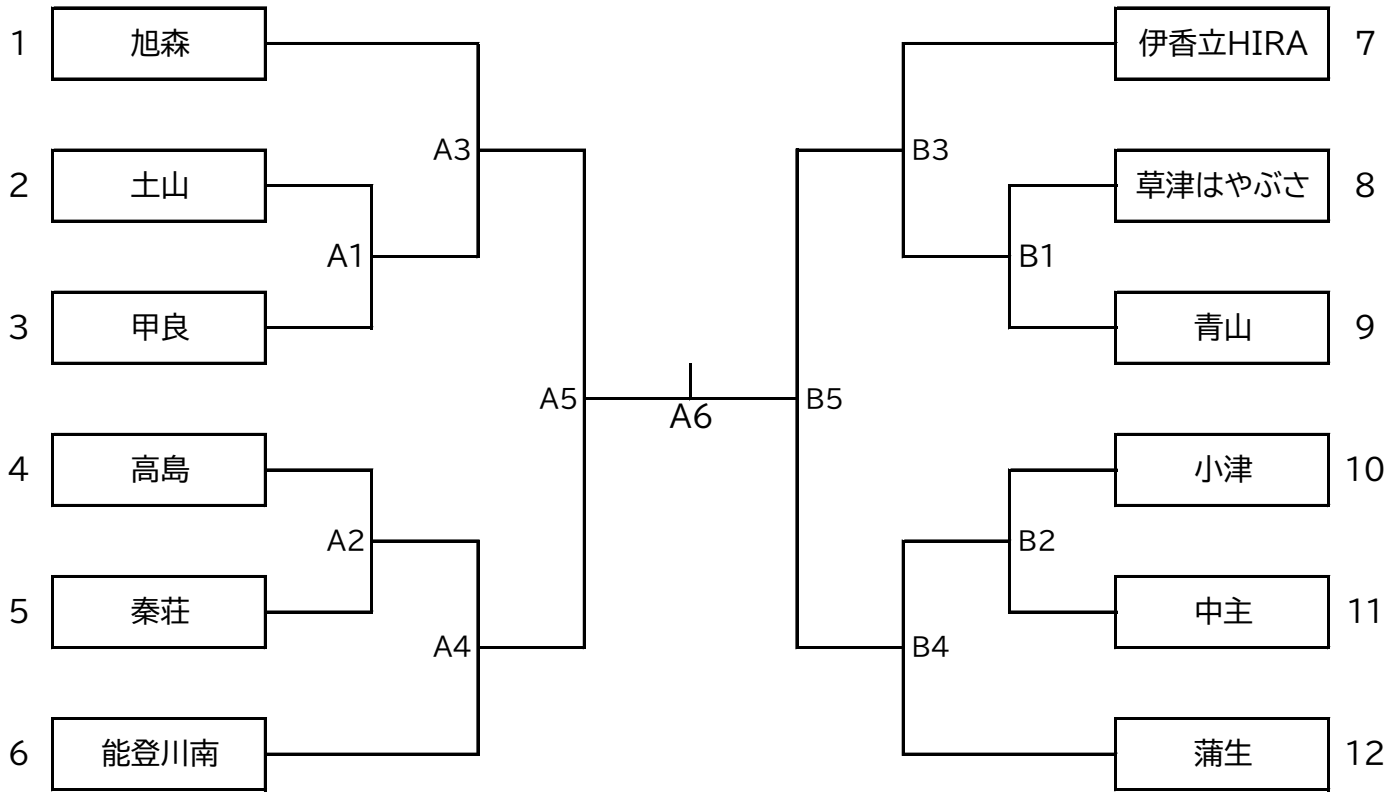 1 旭森
2 土山
3 甲良
4 高島
5 秦荘
6 能登川南
A1
A2
A3
A4
A5
A6
B5
B3
B4
B1
B2
伊香立HIRA 7
草津はやぶさ 8
青山 9
小津 10
中主 11
蒲生 12